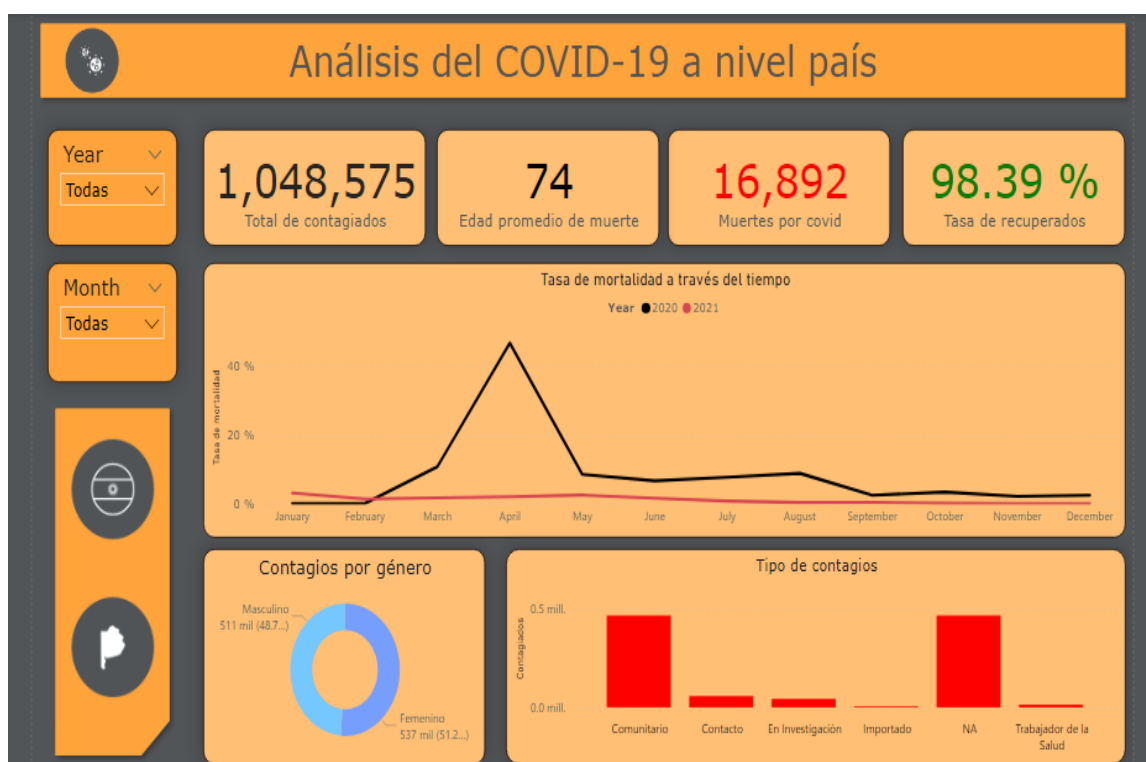 Análisis del COVID-19 a nivel país
Year
Todas
1,048,575
Total de contagiados
74
Edad promedio de muerte
16,892
Muertes por covid
98.39 %
Tasa de recuperados
Month
Todas
Tasa de mortalidad a través del tiempo
Year 2020 2021
Tasa de mortalidad
40 %
20 %
0 %
January February March April May June July August September October November December
Contagios por género
Masculino
511 mil (48.7...)
Femenino
537 mil (51.2...)
Tipo de contagios
Contagiados
0.5 mill.
0.0 mill.
Comunitario Contacto En Investigación Importado NA Trabajador de la
Salud